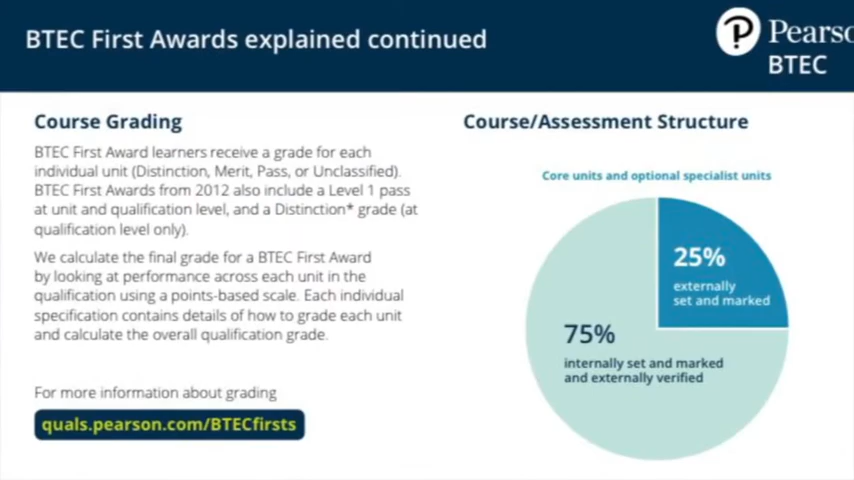 BTEC First Awards explained continued
BTEC
Course Grading
BTEC First Award learners receive a grade for each
individual unit (Distinction, Merit, Pass, or Unclassified).
BTEC First Awards from 2012 also include a Level 1 pass
at unit and qualification level, and a Distinction* grade (at
qualification level only).
We calculate the final grade for a BTEC First Award
by looking at performance across each unit in the
qualification using a points-based scale. Each individual
specification contains details of how to grade each unit
and calculate the overall qualification grade.
For more information about grading
quals.pearson.com/BTECfirsts
Course/Assessment Structure
Core units and optional specialist units
25%
externally
set and marked
75%
internally set and marked
and externally verified